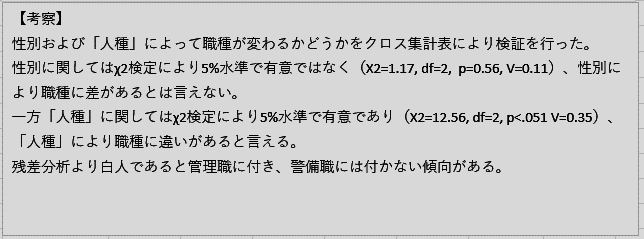 【考察】
性別および「人種」によって職種が変わるかどうかをクロス集計表により検証を行った。
性別に関してはχ2検定により5%水準で有意ではなく（X2=1.17, df=2,  p=0.56, V=0.11）、性別に
より職種に差があるとは言えない。
一方「人種」に関してはχ2検定により5%水準で有意であり（X2=12.56, df=2, p<.051 V=0.35）、
「人種」により職種に違いがあると言える。
残差分析より白人であると管理職に付き、警備職には付かない傾向がある。